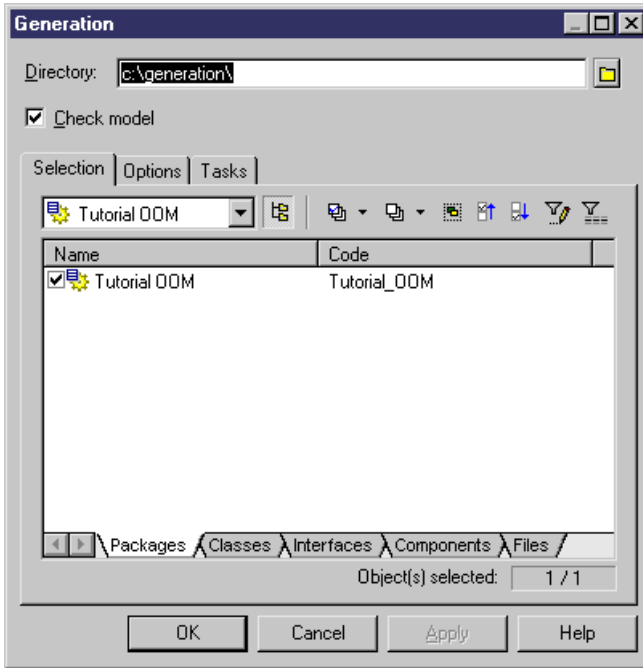 Generation
Directory: c:\generation\
Check model
Selection Options Tasks
Tutorial OOM
Name Code
Tutorial OOM Tutorial_OOM
Packages Classes Interfaces Components Files
Object(s) selected: 1 / 1
OK Cancel Apply Help